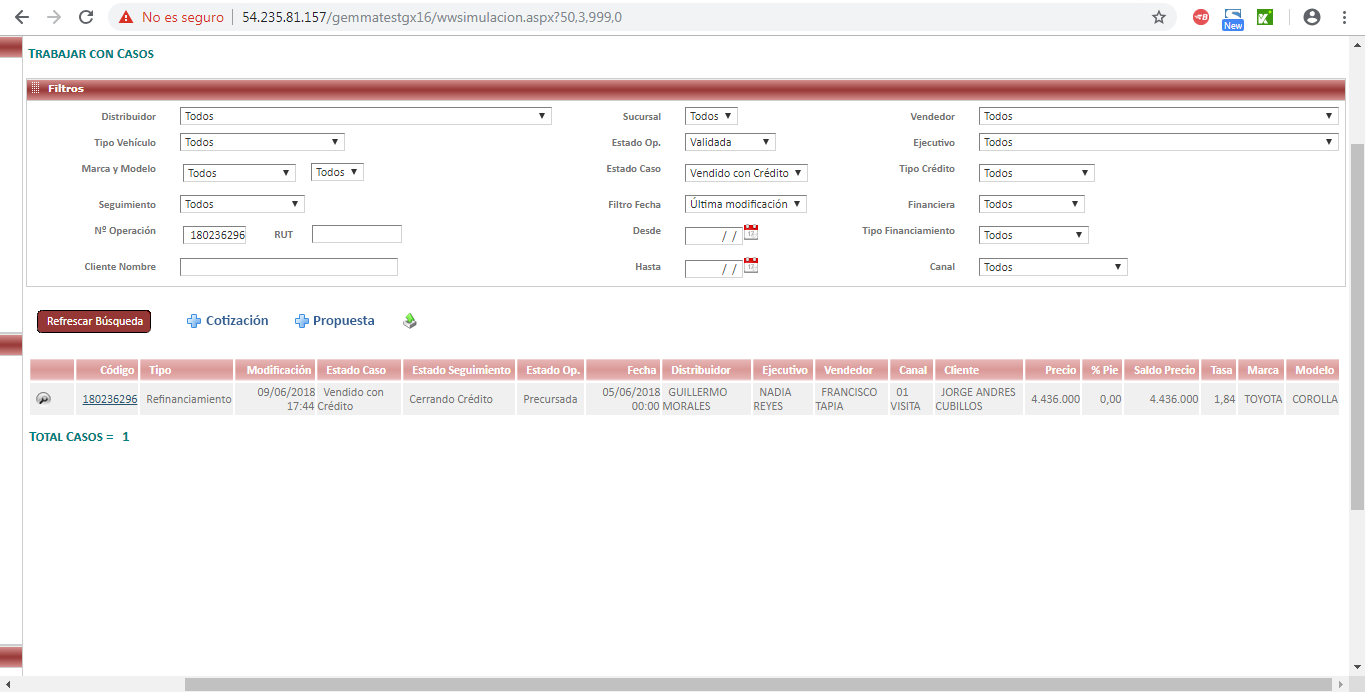 No es seguro 54.235.81.157/gemmatestgx16/wwsimulacion.aspx?50,3,999,0
New
TRABAJAR CON CASOS
Filtros
Distribuidor Todos Sucursal Todos Vendedor Todos
Tipo Vehículo Todos Estado Op. Validada Ejecutivo Todos
Marca y Modelo Todos Todos Estado Caso Vendido con Crédito Tipo Crédito Todos
Seguimiento Todos Filtro Fecha Última modificación Financiera Todos
Nº Operación 180236296 RUT Desde / / Tipo Financiamiento Todos
Cliente Nombre Hasta / / Canal Todos
Refrescar Búsqueda Cotización Propuesta
Código Tipo Modificación Estado Caso Estado Seguimiento Estado Op. Fecha Distribuidor Ejecutivo Vendedor Canal Cliente Precio % Pie Saldo Precio Tasa Marca Modelo
180236296 Refinanciamiento 09/06/2018 17:44 Vendido con Crédito Cerrando Crédito Precursada 05/06/2018 00:00 GUILLERMO MORALES NADIA REYES FRANCISCO TAPIA 01 VISITA JORGE ANDRES CUBILLOS 4.436.000 0,00 4.436.000 1,84 TOYOTA COROLLA
TOTAL CASOS = 1